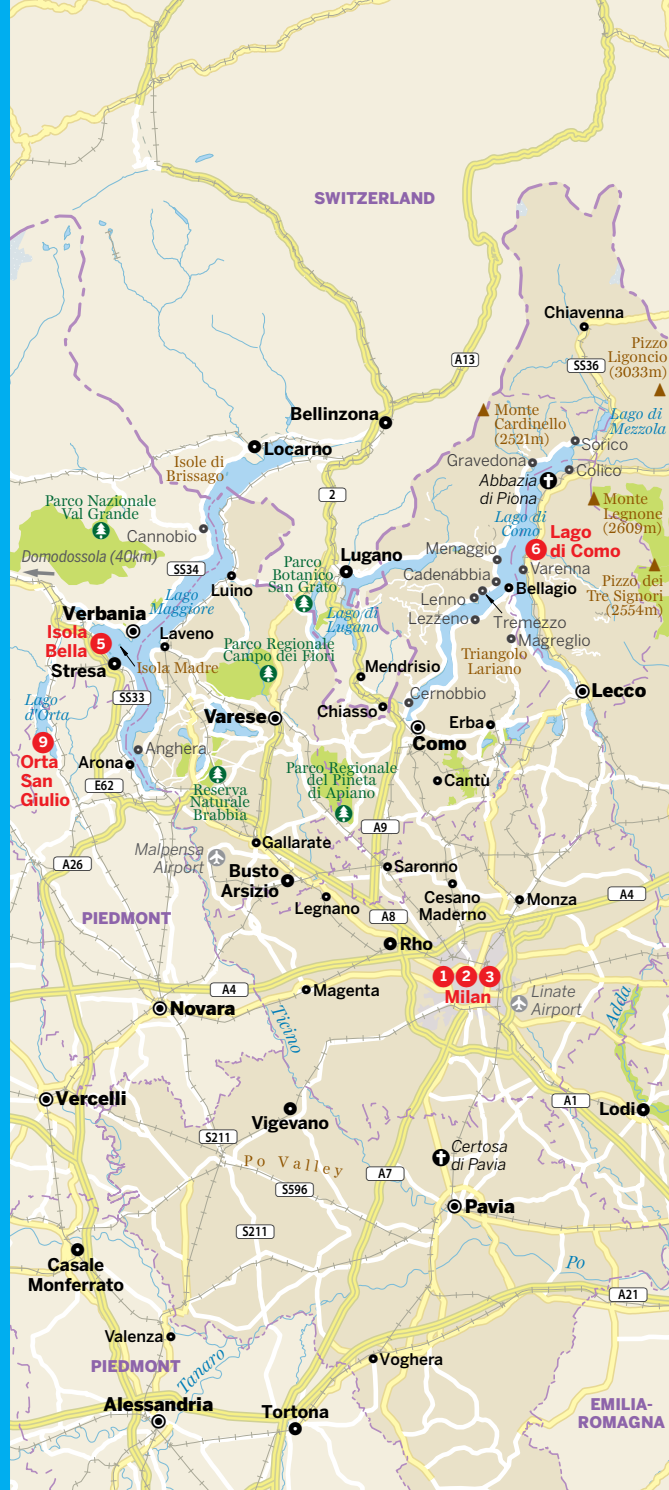 SWITZERLAND
Chiavenna
Pizzo
Ligoncio
(3033m)
A13
SS36
Bellinzona
Monte
Cardinello
(2521m)
Lago di
Mezzola
Locarno
Sorico
Isole di
Brissago
Gravedona
Colico
Abbazia
di Piona
2
Parco Nazionale
Val Grande
Monte
Legnone
(2609m)
Lago di
Como
Cannobio
6
Lago
di Como
Domodossola (40km)
Menaggio
Lugano
Parco
Botanico
San Grato
SS34
Varenna
Cadenabbia
Luino
Bellagio
Pizzo dei
Tre Signori
(2554m)
Lago
Maggiore
Lenno
Verbania
Lago di
Lugano
Lezzeno
Tremezzo
Isola
Bella
5
Laveno
Magreglio
Parco Regionale
Campo dei Fiori
Triangolo
Lariano
Isola Madre
Stresa
Mendrisio
Lecco
SS33
Cernobbio
Lago
d'Orta
Chiasso
Varese
Erba
Como
9
Orta
San
Giulio
Anghera
Arona
Parco Regionale
del Pineta
di Apiano
Cantù
E62
Reserva
Naturale
Brabbia
A9
Gallarate
Malpensa
Airport
A26
Saronno
Busto
Arsizio
Cesano
Maderno
Monza
A4
Legnano
PIEDMONT
A8
Rho
1 2 3
Milan
A4
Magenta
Linate
Airport
Adda
Novara
Ticino
Vercelli
A1
Lodi
Vigevano
S211
Certosa
di Pavia
Po Valley
A7
S596
Pavia
S211
Casale
Monferrato
Po
A21
Valenza
Voghera
PIEDMONT
Tanaro
Alessandria
Tortona
EMILIA-
ROMAGNA